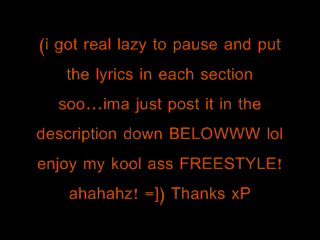 (i got real lazy to pause and put
the lyrics in each section
soo...ima just post it in the
description down BELOWWW lol
enjoy my kool ass FREESTYLE!
ahahahz! =]) Thanks xP